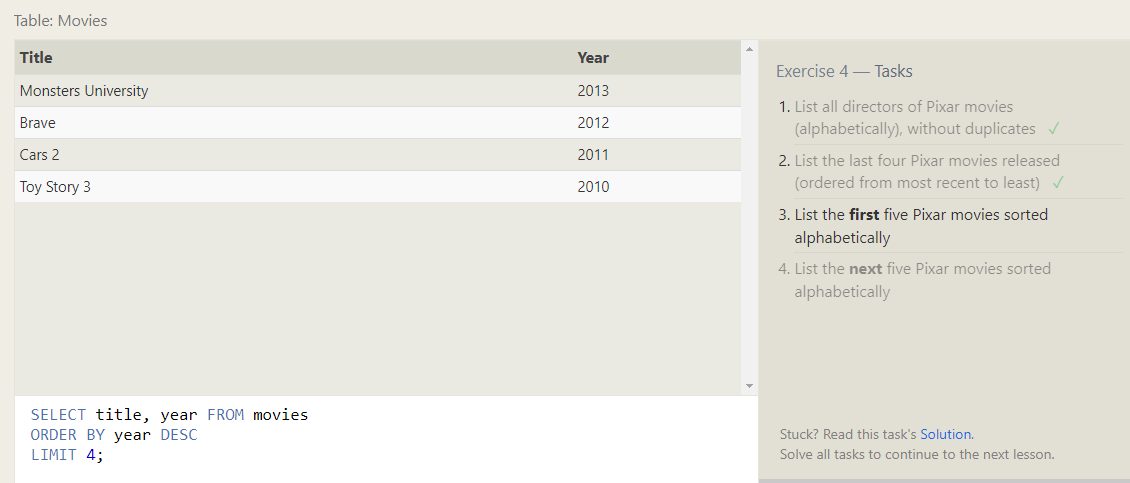 Table: Movies
Title Year
Monsters University 2013
Brave 2012
Cars 2 2011
Toy Story 3 2010
SELECT title, year FROM movies
ORDER BY year DESC
LIMIT 4;
Exercise 4 — Tasks
1. List all directors of Pixar movies
(alphabetically), without duplicates ✓
2. List the last four Pixar movies released
(ordered from most recent to least) ✓
3. List the first five Pixar movies sorted
alphabetically
4. List the next five Pixar movies sorted
alphabetically
Stuck? Read this task's Solution.
Solve all tasks to continue to the next lesson.